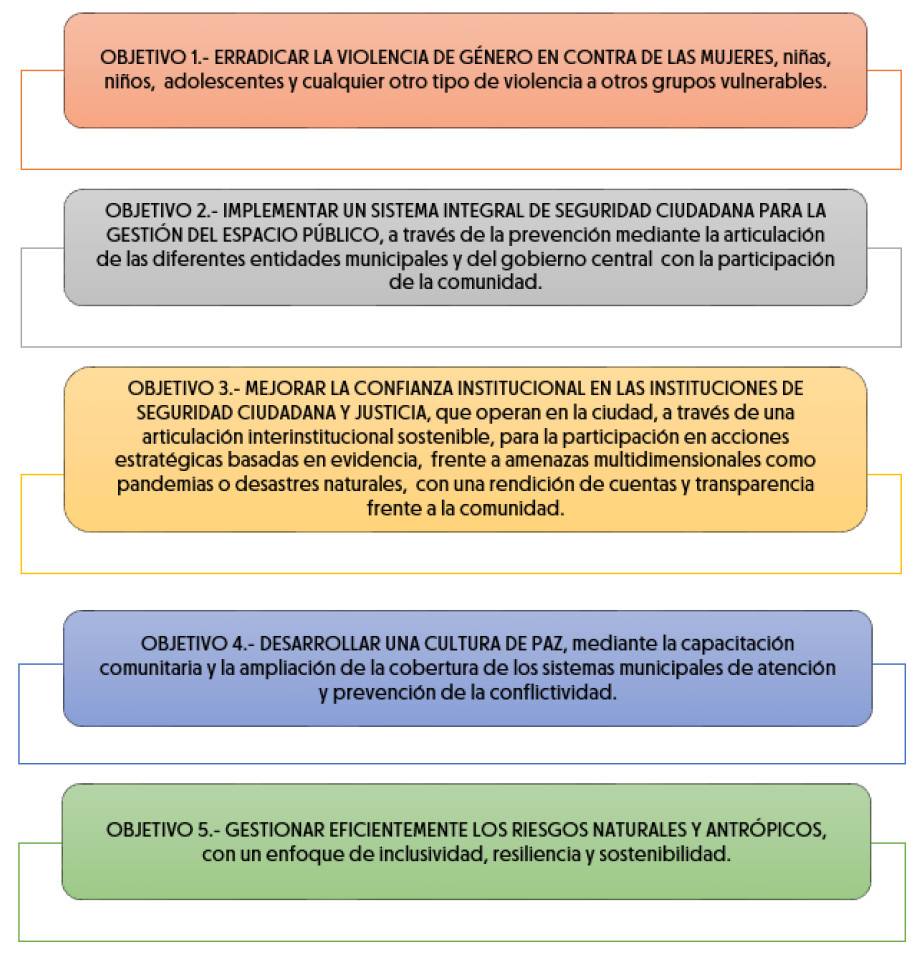 OBJETIVO 1.- ERRADICAR LA VIOLENCIA DE GÉNERO EN CONTRA DE LAS MUJERES, niñas,
niños, adolescentes y cualquier otro tipo de violencia a otros grupos vulnerables.
OBJETIVO 2.- IMPLEMENTAR UN SISTEMA INTEGRAL DE SEGURIDAD CIUDADANA PARA LA
GESTIÓN DEL ESPACIO PÚBLICO, a través de la prevención mediante la articulación
de las diferentes entidades municipales y del gobierno central con la participación
de la comunidad.
OBJETIVO 3.- MEJORAR LA CONFIANZA INSTITUCIONAL EN LAS INSTITUCIONES DE
SEGURIDAD CIUDADANA Y JUSTICIA, que operan en la ciudad, a través de una
articulación interinstitucional sostenible, para la participación en acciones
estratégicas basadas en evidencia, frente a amenazas multidimensionales como
pandemias o desastres naturales, con una rendición de cuentas y transparencia
frente a la comunidad.
OBJETIVO 4.- DESARROLLAR UNA CULTURA DE PAZ, mediante la capacitación
comunitaria y la ampliación de la cobertura de los sistemas municipales de atención
y prevención de la conflictividad.
OBJETIVO 5.- GESTIONAR EFICIENTEMENTE LOS RIESGOS NATURALES Y ANTRÓPICOS,
con un enfoque de inclusividad, resiliencia y sostenibilidad.